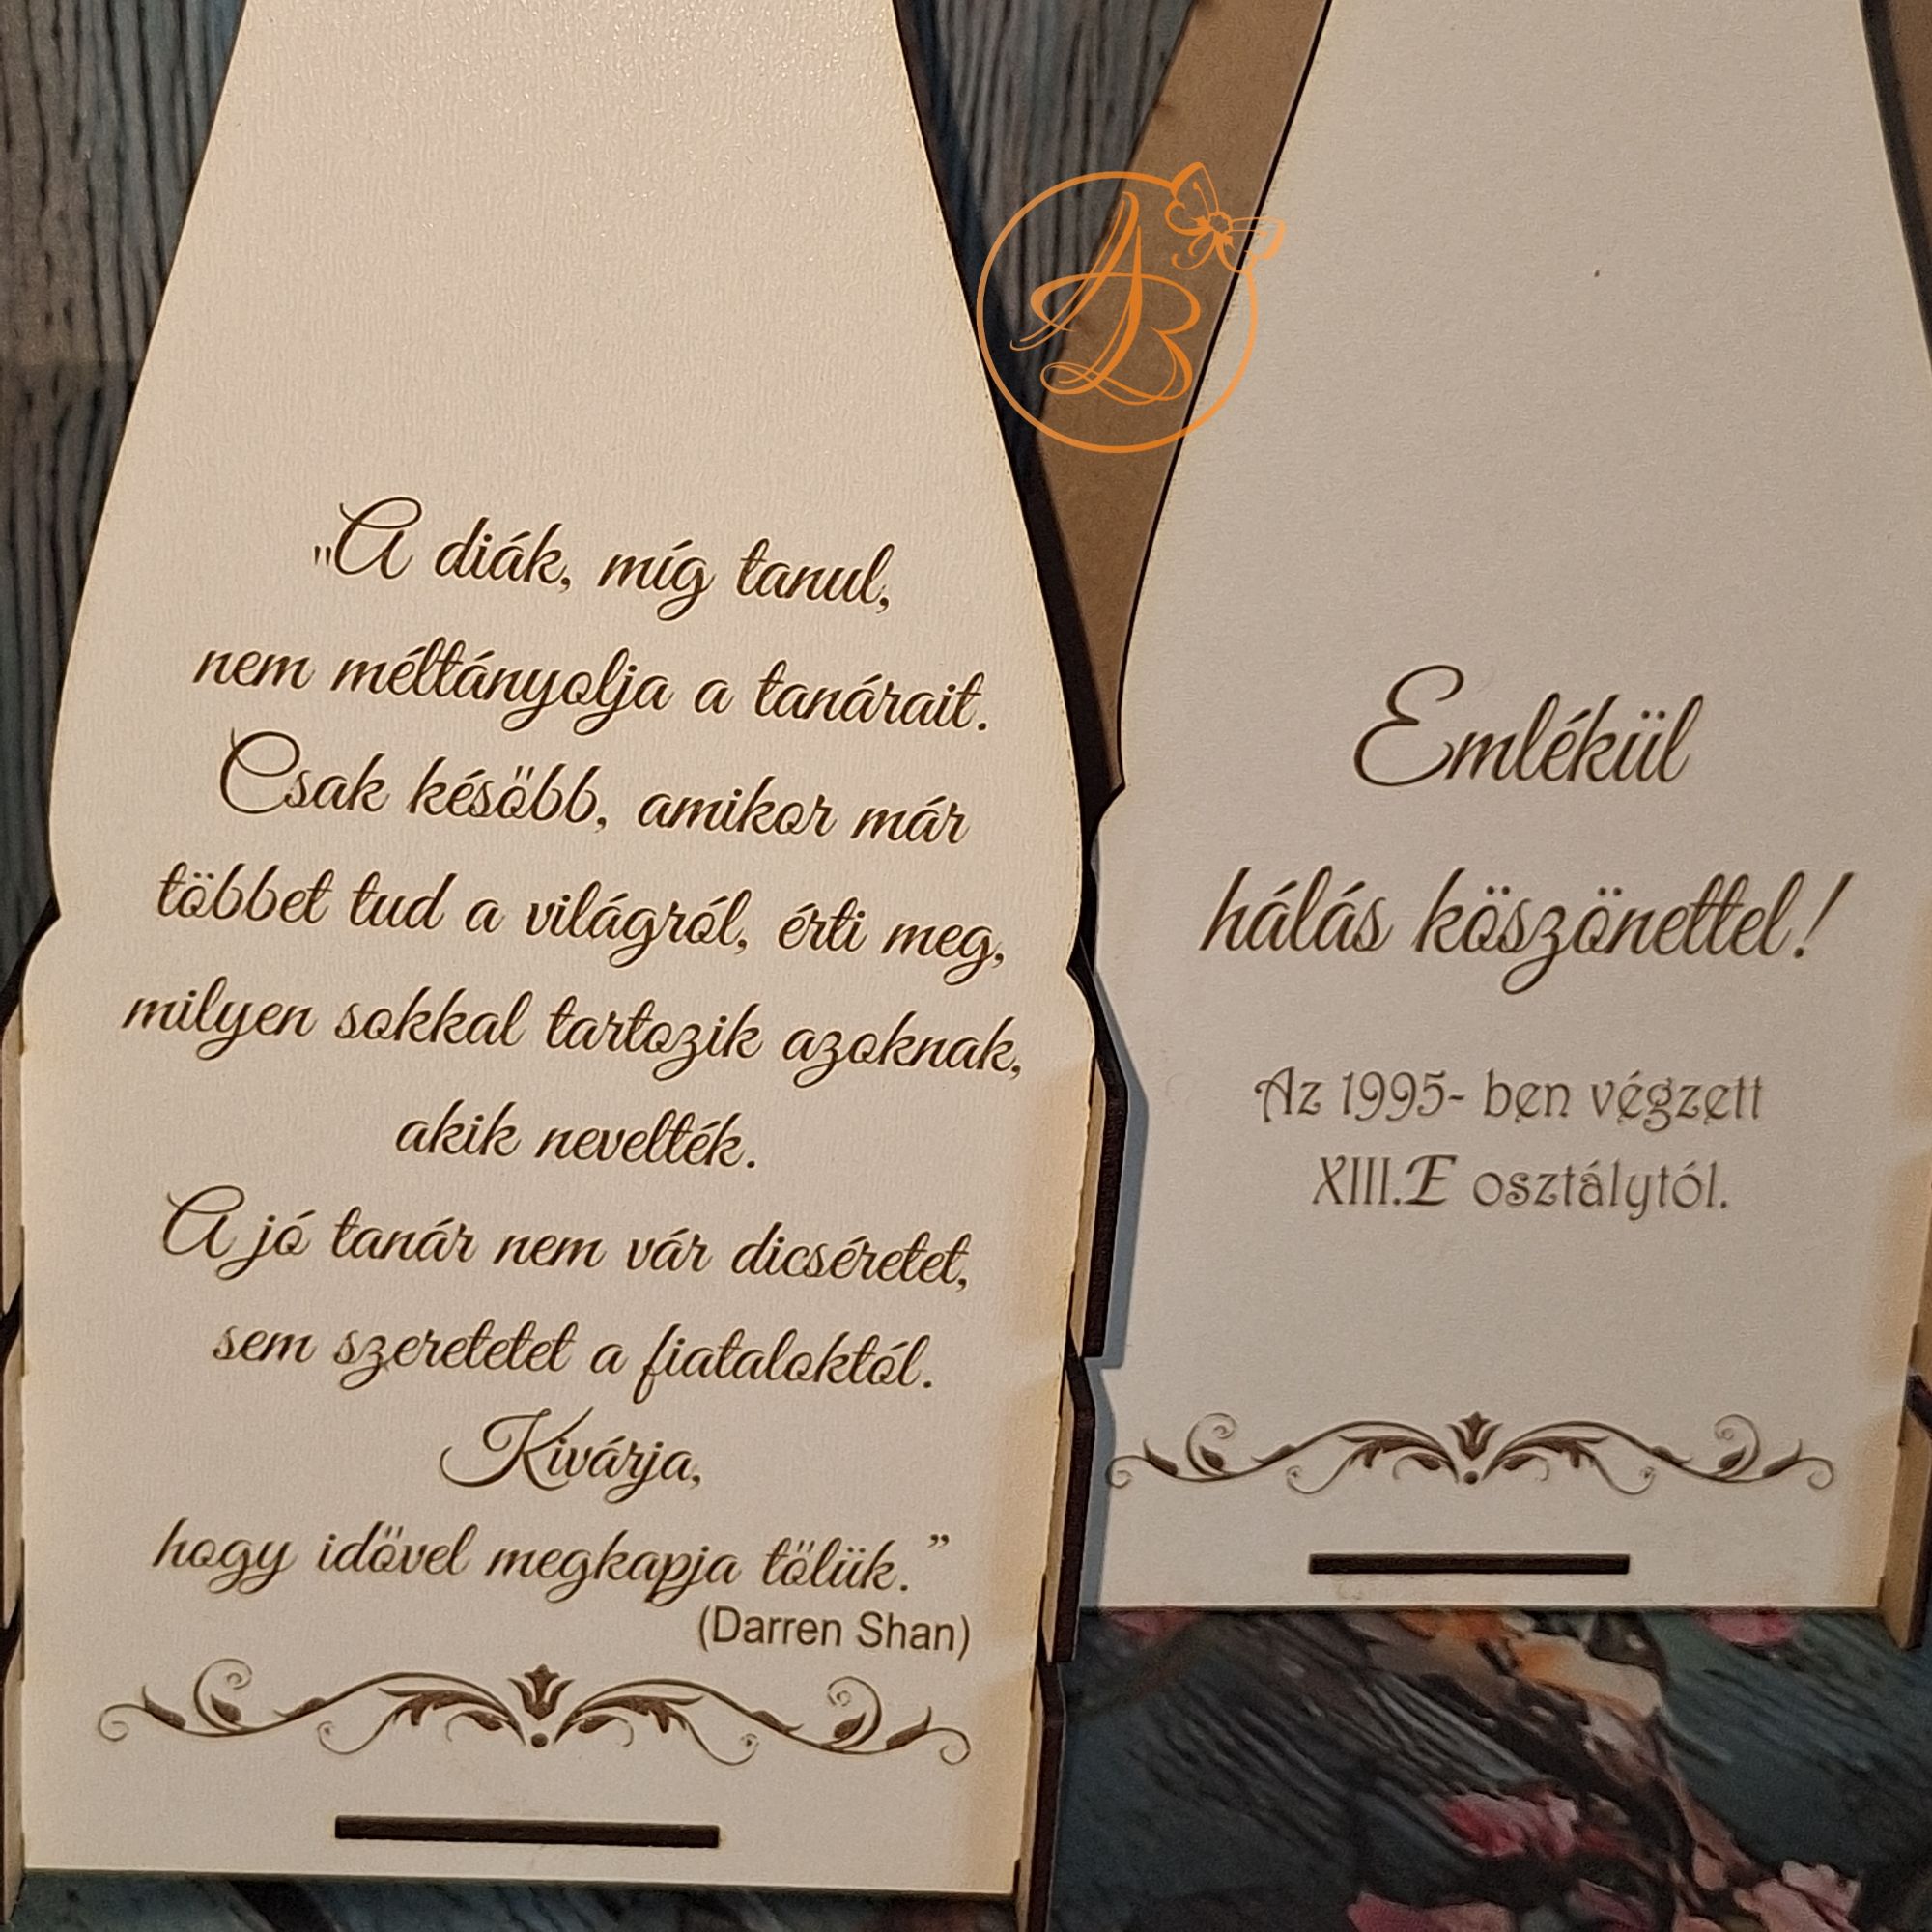 "A diák, míg tanul,
nem méltányolja a tanárait.
Csak később, amikor már
többet tud a világról, érti meg,
milyen sokkal tartozik azoknak,
akik nevelték.
A jó tanár nem vár dicséretet,
sem szeretetet a fiataloktól.
Kivárja,
hogy idővel megkapja tőlük.”
(Darren Shan)
AB
Emlékül
hálás köszönettel!
Az 1995- ben végzett
XIII.E osztálytól.